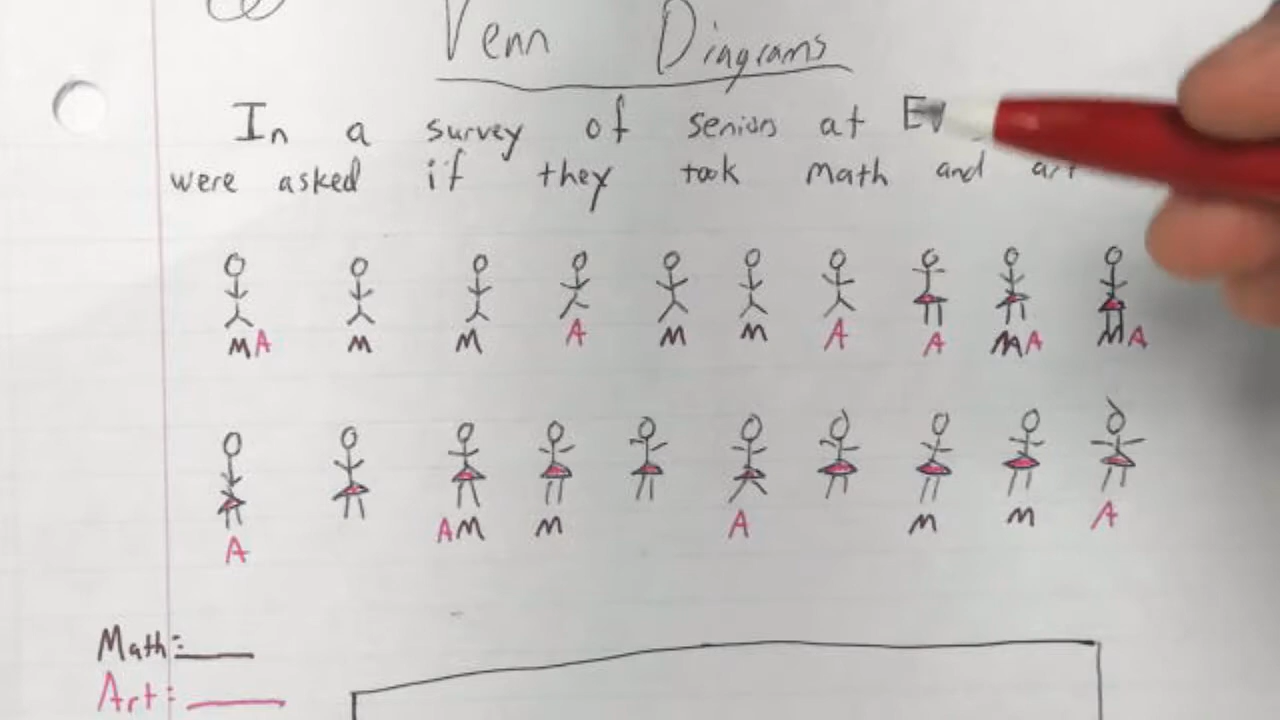 Venn Diagrams
In a survey of seniors at
were asked if they took math and
MA M M A M M A A MA MA
A AM M A M M A
Math:
Art: